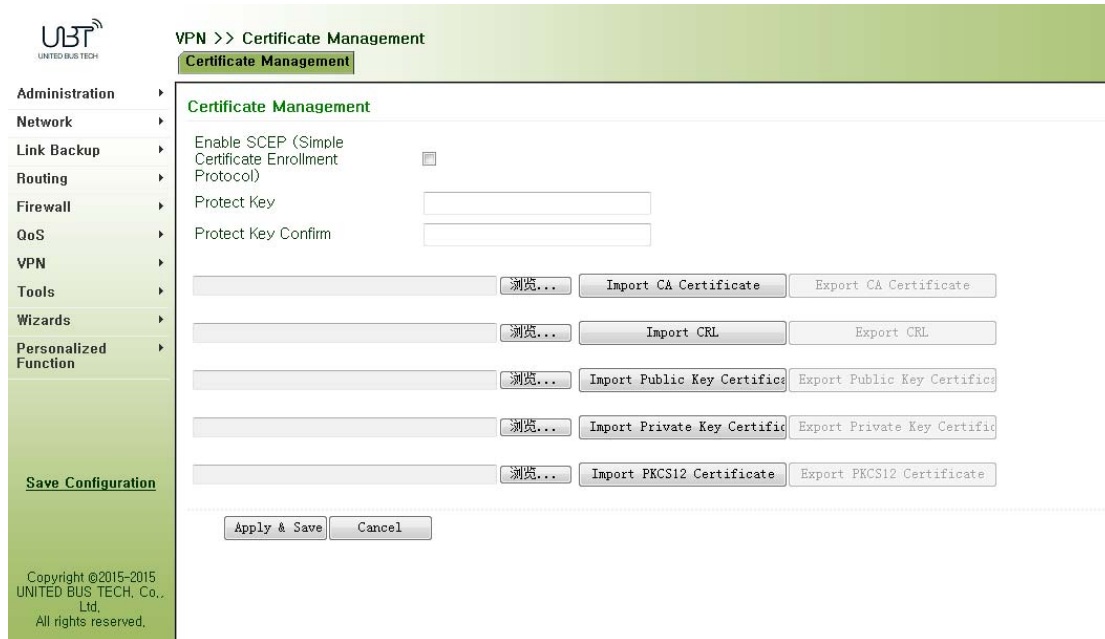 UBT
UNITED BUS TECH
VPN >> Certificate Management
Certificate Management
Administration
Network
Link Backup
Routing
Firewall
QoS
VPN
Tools
Wizards
Personalized
Function
Save Configuration
Copyright ©2015-2015
UNITED BUS TECH, Co.,
Ltd,
All rights reserved,
Certificate Management
Enable SCEP (Simple
Certificate Enrollment
Protocol)
Protect Key
Protect Key Confirm
浏览... Import CA Certificate Export CA Certificate
浏览... Import CRL Export CRL
浏览... Import Public Key Certifica Export Public Key Certifica
浏览... Import Private Key Certific Export Private Key Certific
浏览... Import PKCS12 Certificate Export PKCS12 Certificate
Apply & Save Cancel